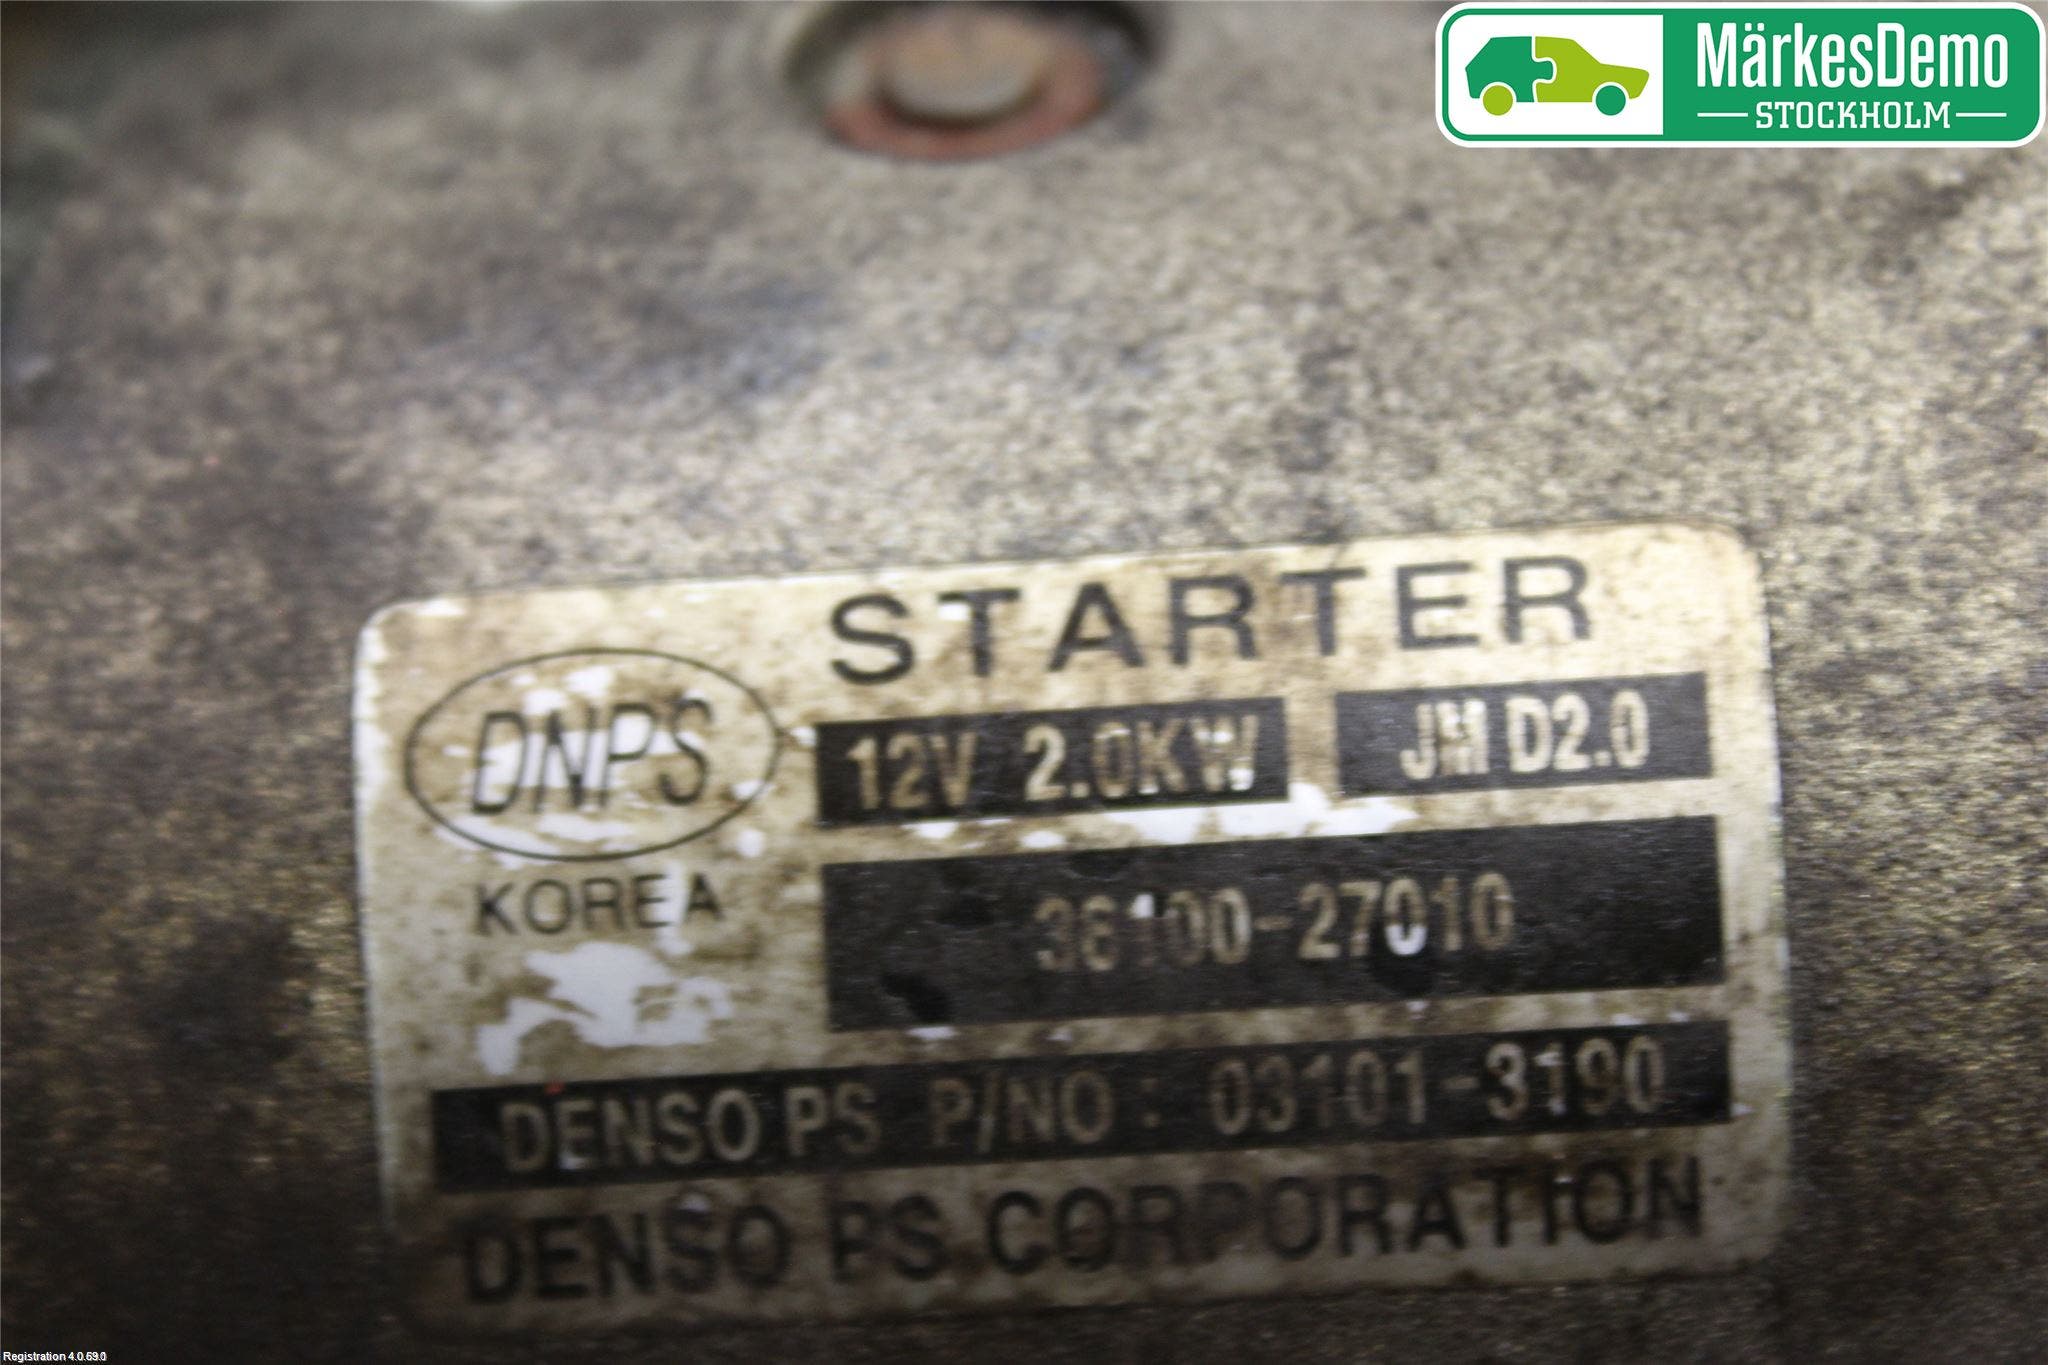 MärkesDemo
STOCKHOLM
STARTER
DNPS
12V 2.0KW
JM D2.0
KOREA
36100-27010
DENSO PS P/NO : 03101-3190
DENSO PS CORPORATION
Registration 4.0.69.0